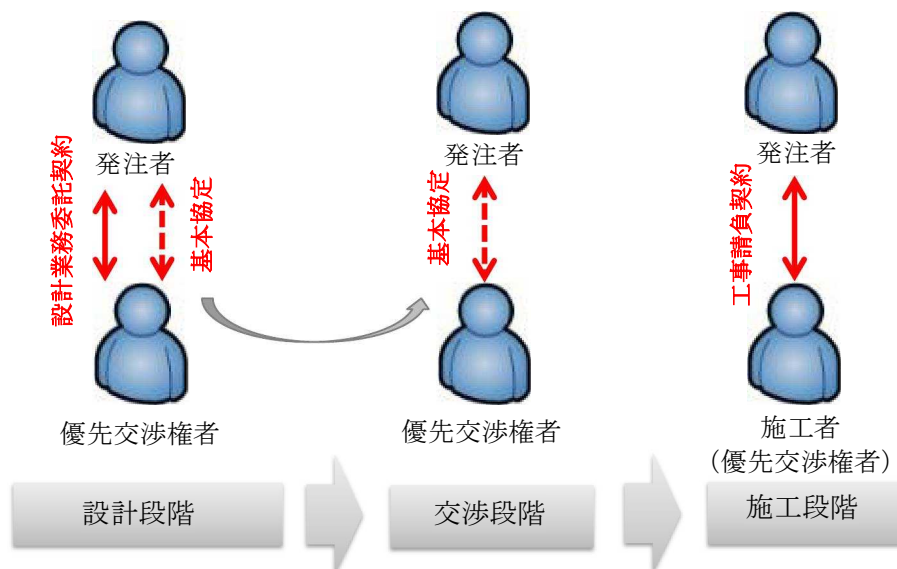 発注者
設計業務委託契約
基本協定
優先交渉権者
設計段階
発注者
基本協定
優先交渉権者
交渉段階
発注者
工事請負契約
施工者
（優先交渉権者）
施工段階